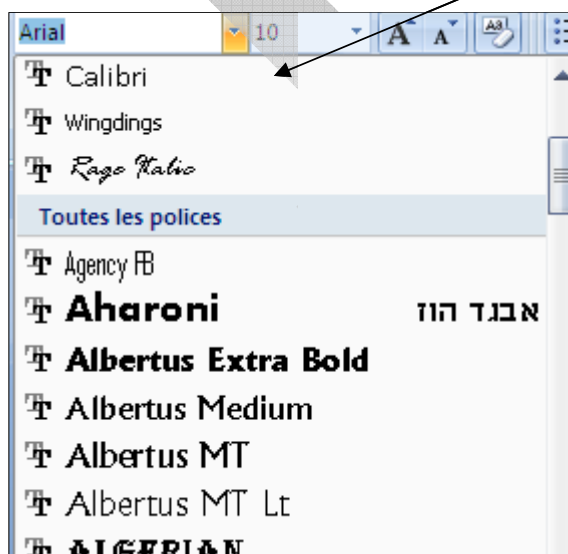 Arial 10 A A Aa
Calibri
Wingdings
Rage Italic
Toutes les polices
Agency FB
Aharoni אבגד הוז
Albertus Extra Bold
Albertus Medium
Albertus MT
Albertus MT Lt
ALGERIAN